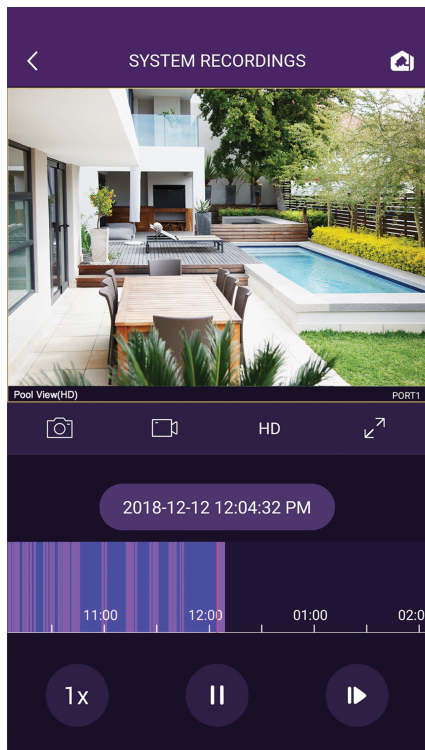 SYSTEM RECORDINGS
Pool View(HD)
PORT1
HD
2018-12-12 12:04:32 PM
11:00 12:00 01:00 02:0
1x